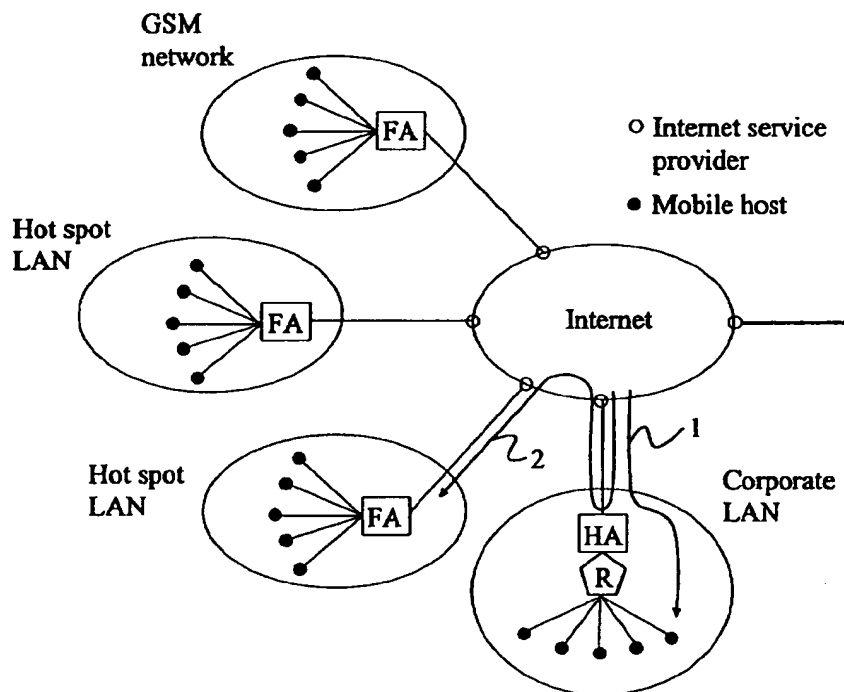 GSM
network
FA
Internet service
provider
Mobile host
Hot spot
LAN
FA
Internet
1
2
Hot spot
LAN
FA
Corporate
LAN
HA
R